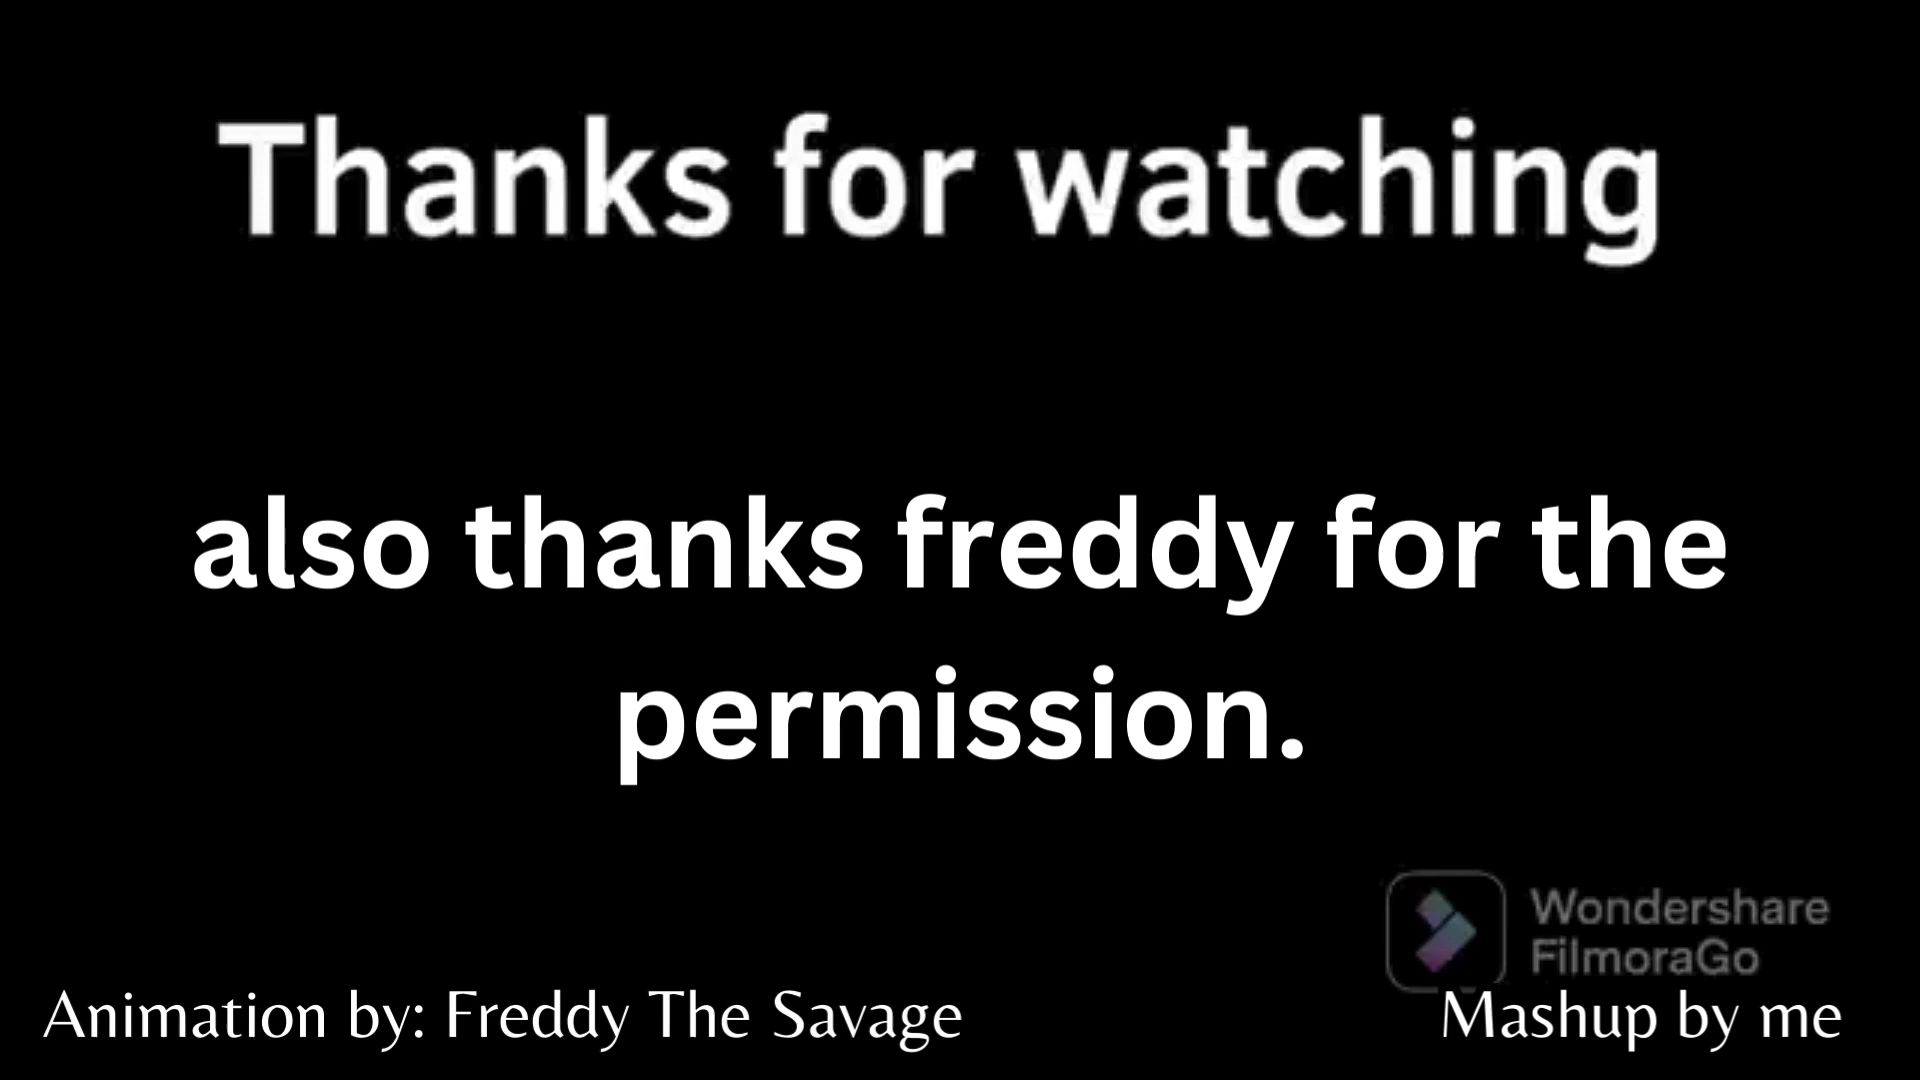 Thanks for watching
also thanks freddy for the
permission.
Wondershare
FilmoraGo
Animation by: Freddy The Savage
Mashup by me